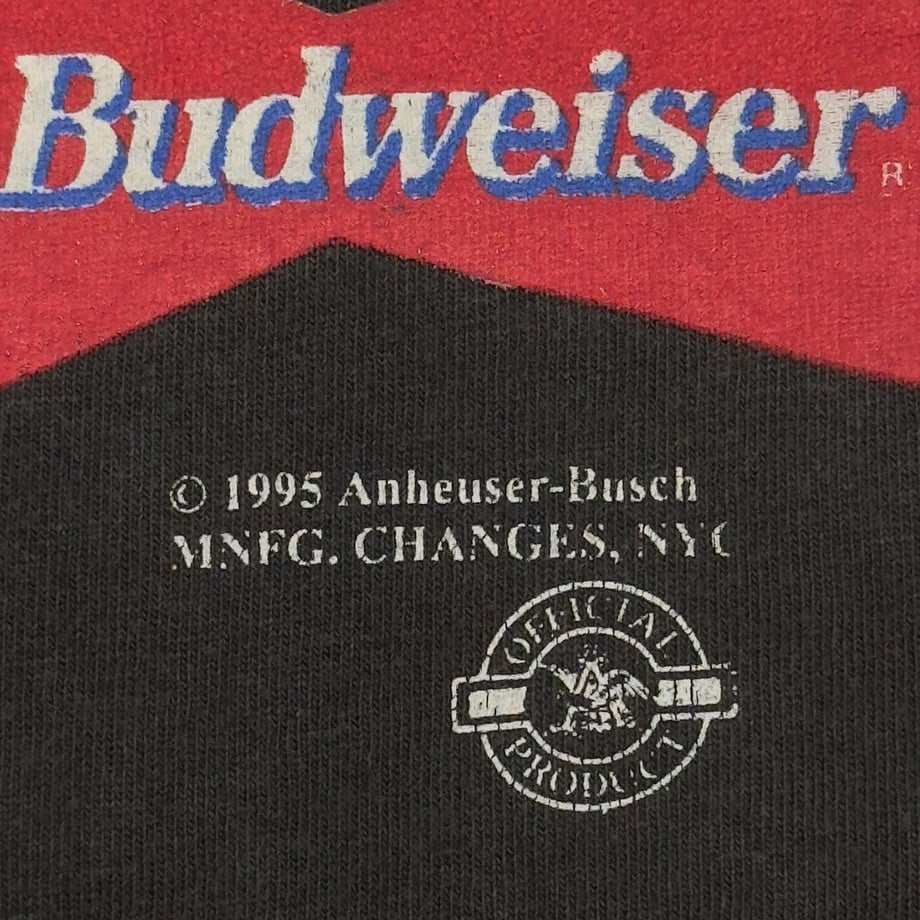 Budweiser
®
© 1995 Anheuser-Busch
MNFG. CHANGES, NYC
OFFICIAL
PRODUCT